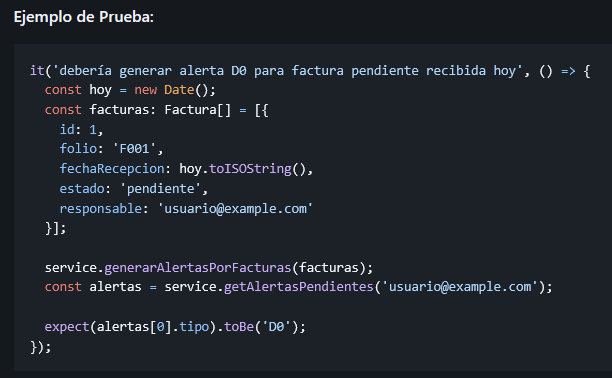 Ejemplo de Prueba:
it('debería generar alerta D0 para factura pendiente recibida hoy', () => {
  const hoy = new Date();
  const facturas: Factura[] = [{
    id: 1,
    folio: 'F001',
    fechaRecepcion: hoy.toISOString(),
    estado: 'pendiente',
    responsable: 'usuario@example.com'
  }];

  service.generarAlertasPorFacturas(facturas);
  const alertas = service.getAlertasPendientes('usuario@example.com');

  expect(alertas[0].tipo).toBe('D0');
});